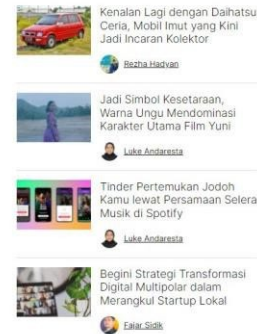 Kenalan Lagi dengan Daihatsu
Ceria, Mobil Imut yang Kini
Jadi Incaran Kolektor
Rezha Hadyan
Jadi Simbol Kesetaraan,
Warna Ungu Mendominasi
Karakter Utama Film Yuni
Luke Andaresta
Tinder Pertemukan Jodoh
Kamu lewat Persamaan Selera
Musik di Spotify
Luke Andaresta
Begini Strategi Transformasi
Digital Multipolar dalam
Merangkul Startup Lokal
Fajar Sidik